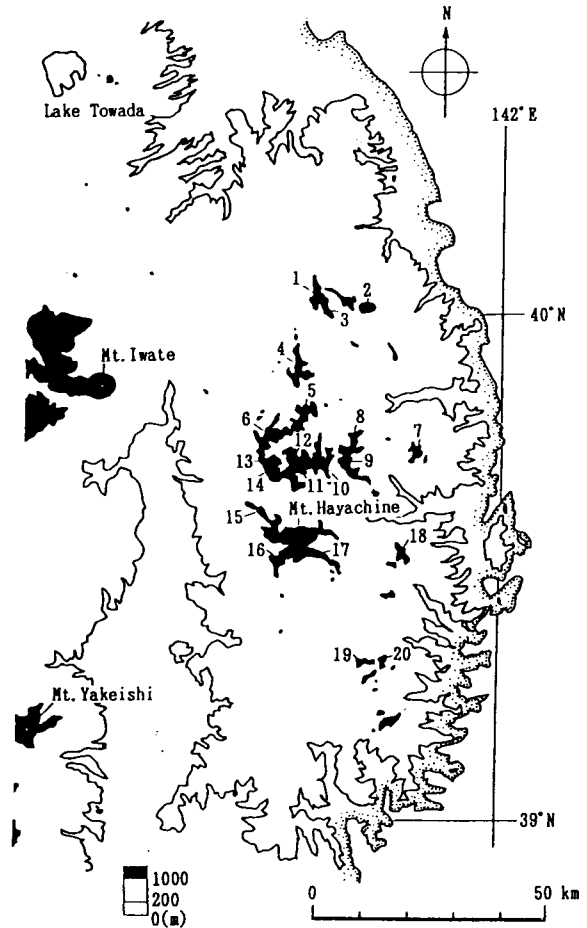 N
Lake Towada
142°E
1
2
3
40°N
Mt. Iwate
4
5
6
12
8
7
13
9
14
11
10
15
Mt. Hayachine
16
17
18
19
20
Mt. Yakeishi
39°N
1000
200
0(m)
0
50 km